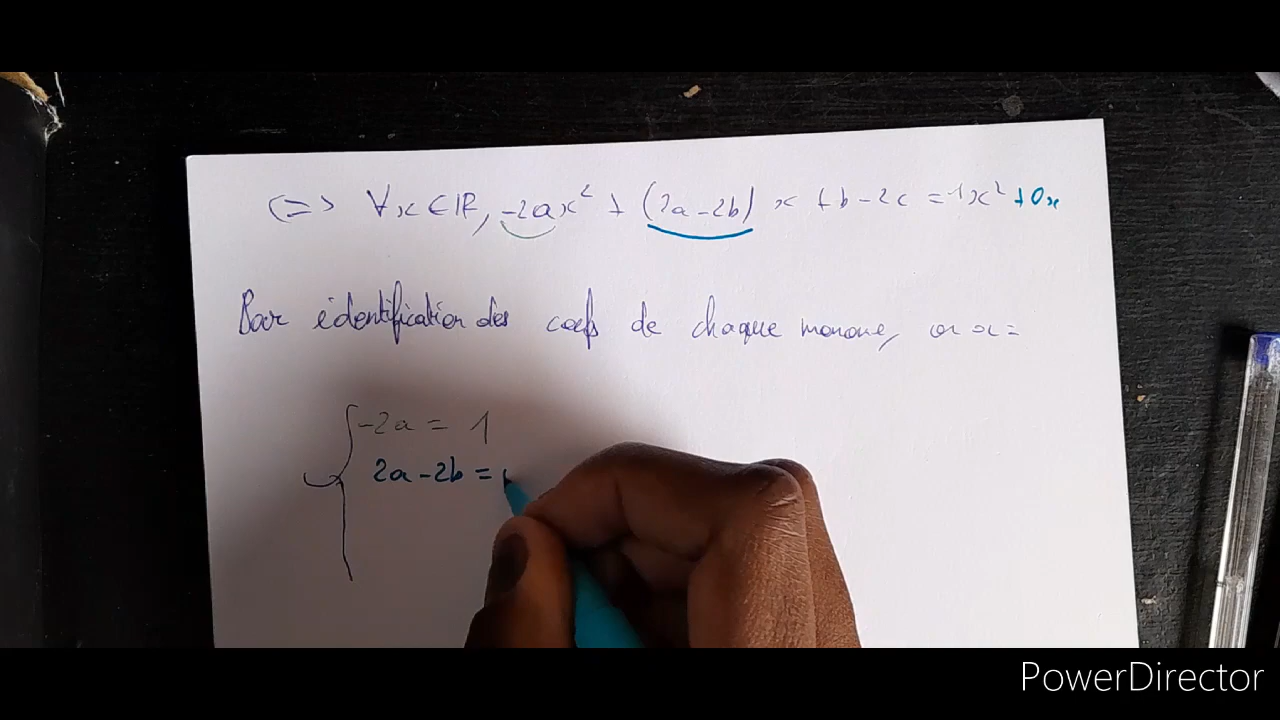 <=> ∀x ∈ ℝ, -2ax² + (2a-2b) x + b - 2c = 1x² + 0x
Par identification des coefs de chaque monome, on a =
-2a = 1
2a-2b =
PowerDirector